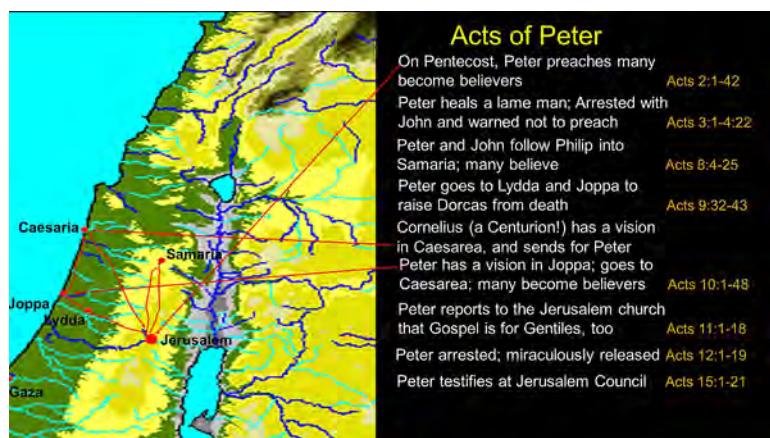 Acts of Peter
On Pentecost, Peter preaches many
become believers Acts 2:1-42
Peter heals a lame man; Arrested with
John and warned not to preach Acts 3:1-4:22
Peter and John follow Philip into
Samaria; many believe Acts 8:4-25
Peter goes to Lydda and Joppa to
raise Dorcas from death Acts 9:32-43
Cornelius (a Centurion!) has a vision
in Caesarea, and sends for Peter
Peter has a vision in Joppa; goes to
Caesarea; many become believers Acts 10:1-48
Peter reports to the Jerusalem church
that Gospel is for Gentiles, too Acts 11:1-18
Peter arrested; miraculously released Acts 12:1-19
Peter testifies at Jerusalem Council Acts 15:1-21
Caesaria
Samaria
Joppa
Lydda
Jerusalem
Gaza